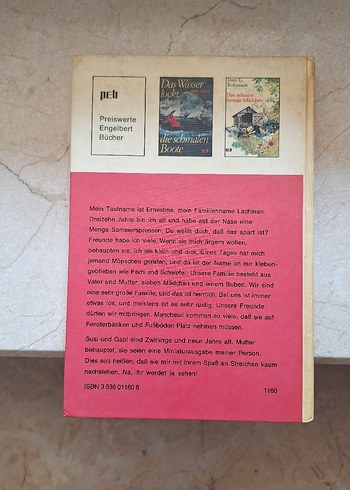 peb
Preiswerte
Engelbert
Bücher
Das Wasser
lockt
die schmalen
Boote
Robinson
Das seltsame
fremde Mädchen
Mein Taufname ist Ernestine, mein Familienname Lachman.
Dreizehn Jahre bin ich alt und habe auf der Nase eine
Menge Sommersprossen. Du weißt doch, daß das apart ist?
Freunde habe ich viele. Wenn sie mich ärgern wollen,
behaupten sie, ich sei klein und dick. Eines Tages hat mich
jemand Möpschen gerufen, und da ist der Name an mir kleben-
geblieben wie Pech und Schwefel. Unsere Familie besteht aus
Vater und Mutter, sieben Mädchen und einem Buben. Wir sind
eine sehr große Familie, und das ist herrlich. Bei uns ist immer
etwas los, und meistens ist es sehr lustig. Unsere Freunde
dürfen wir mitbringen. Manchmal kommen so viele, daß sie auf
Fensterbänken und Fußboden Platz nehmen müssen.
Susi und Gabi sind Zwillinge und neun Jahre alt. Mutter
behauptet, sie seien eine Miniaturausgabe meiner Person.
Dies soll heißen, daß sie mir mit ihrem Spaß an Streichen kaum
nachstehen. Na, ihr werdet ja sehen!
ISBN 3 536 01160 8
1160